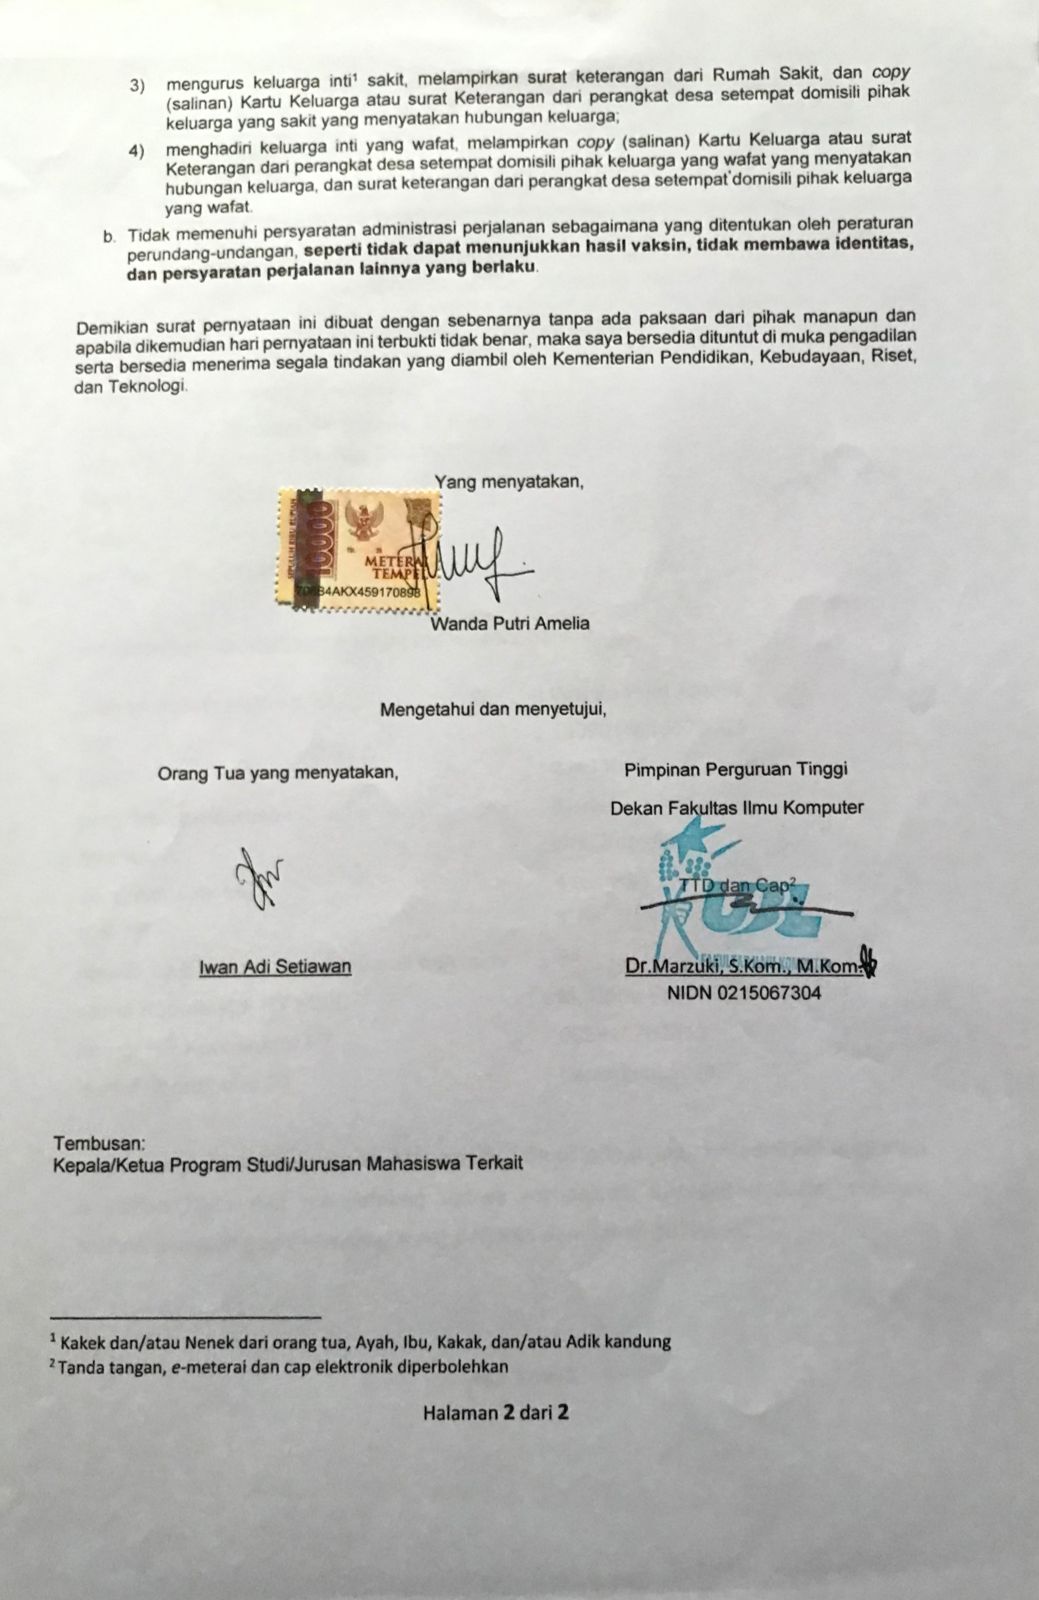 3) mengurus keluarga inti¹ sakit, melampirkan surat keterangan dari Rumah Sakit, dan copy
(salinan) Kartu Keluarga atau surat Keterangan dari perangkat desa setempat domisili pihak
keluarga yang sakit yang menyatakan hubungan keluarga;
4) menghadiri keluarga inti yang wafat, melampirkan copy (salinan) Kartu Keluarga atau surat
Keterangan dari perangkat desa setempat domisili pihak keluarga yang wafat yang menyatakan
hubungan keluarga, dan surat keterangan dari perangkat desa setempat domisili pihak keluarga
yang wafat.
b. Tidak memenuhi persyaratan administrasi perjalanan sebagaimana yang ditentukan oleh peraturan
perundang-undangan, seperti tidak dapat menunjukkan hasil vaksin, tidak membawa identitas,
dan persyaratan perjalanan lainnya yang berlaku.
Demikian surat pernyataan ini dibuat dengan sebenarnya tanpa ada paksaan dari pihak manapun dan
apabila dikemudian hari pernyataan ini terbukti tidak benar, maka saya bersedia dituntut di muka pengadilan
serta bersedia menerima segala tindakan yang diambil oleh Kementerian Pendidikan, Kebudayaan, Riset,
dan Teknologi.
Yang menyatakan,
SEPULUH RIBU RUPIAH
10000
METERAI
TEMPEL
Wanda Putri Amelia
Mengetahui dan menyetujui,
Orang Tua yang menyatakan,
Pimpinan Perguruan Tinggi
Dekan Fakultas Ilmu Komputer
TTD dan Cap²
UBL
Iwan Adi Setiawan
Dr.Marzuki, S.Kom., M.Kom.
NIDN 0215067304
Tembusan:
Kepala/Ketua Program Studi/Jurusan Mahasiswa Terkait
¹ Kakek dan/atau Nenek dari orang tua, Ayah, Ibu, Kakak, dan/atau Adik kandung
² Tanda tangan, e-meterai dan cap elektronik diperbolehkan
Halaman 2 dari 2